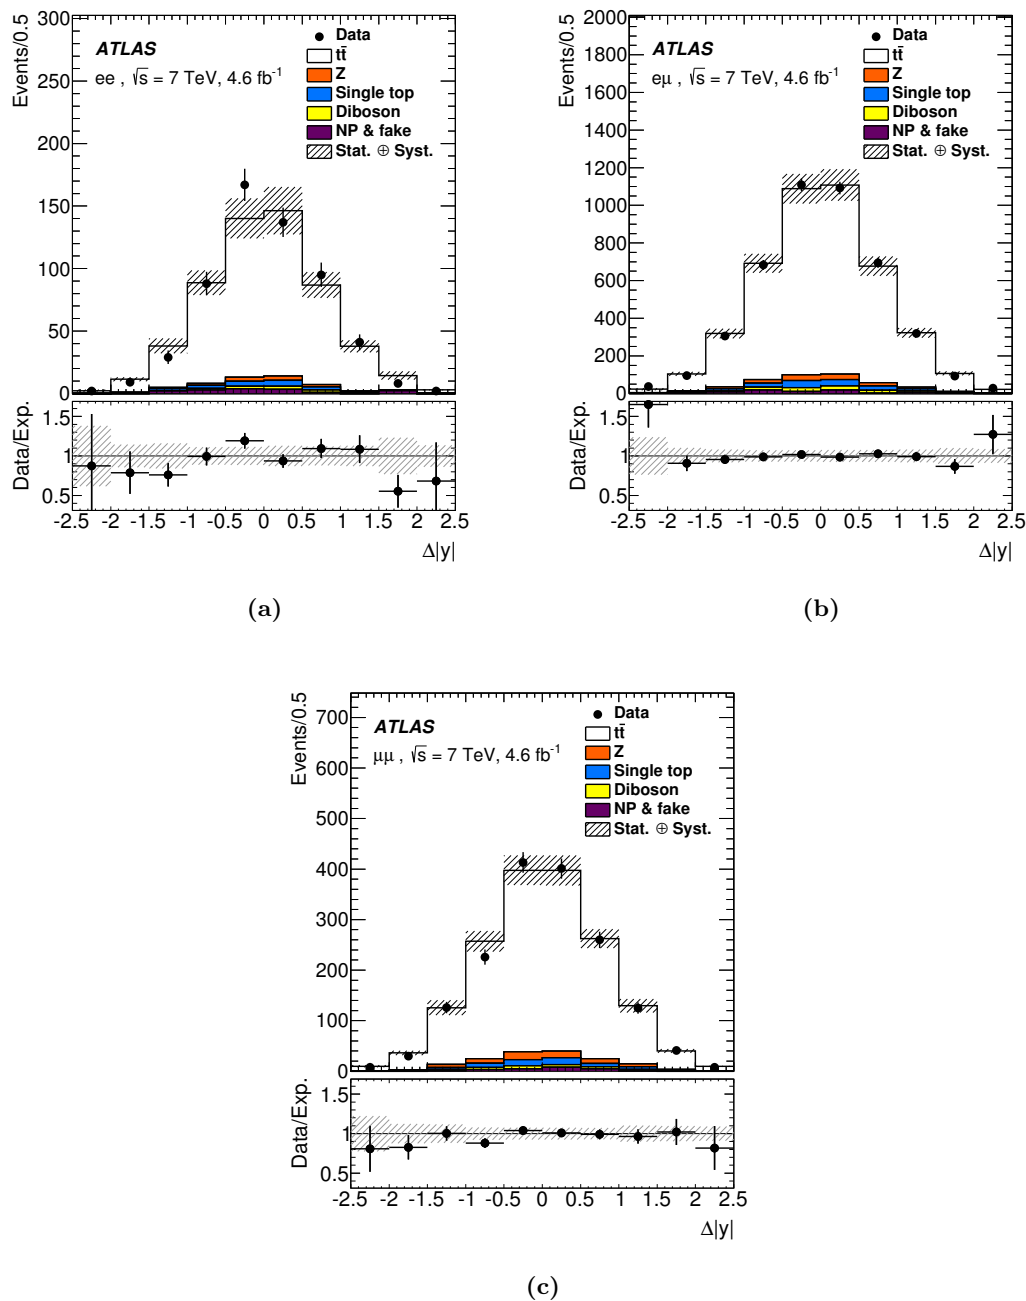 Events/0.5
300
250
200
150
100
50
0
ATLAS
ee , √s = 7 TeV, 4.6 fb⁻¹
Data
tt̄
Z
Single top
Diboson
NP & fake
Stat. ⊕ Syst.
Data/Exp.
1.5
1
0.5
-2.5 -2 -1.5 -1 -0.5 0 0.5 1 1.5 2 2.5
Δ|y|
(a)
Events/0.5
2000
1800
1600
1400
1200
1000
800
600
400
200
0
ATLAS
eμ , √s = 7 TeV, 4.6 fb⁻¹
Data
tt̄
Z
Single top
Diboson
NP & fake
Stat. ⊕ Syst.
Data/Exp.
1.5
1
0.5
-2.5 -2 -1.5 -1 -0.5 0 0.5 1 1.5 2 2.5
Δ|y|
(b)
Events/0.5
700
600
500
400
300
200
100
0
ATLAS
μμ , √s = 7 TeV, 4.6 fb⁻¹
Data
tt̄
Z
Single top
Diboson
NP & fake
Stat. ⊕ Syst.
Data/Exp.
1.5
1
0.5
-2.5 -2 -1.5 -1 -0.5 0 0.5 1 1.5 2 2.5
Δ|y|
(c)